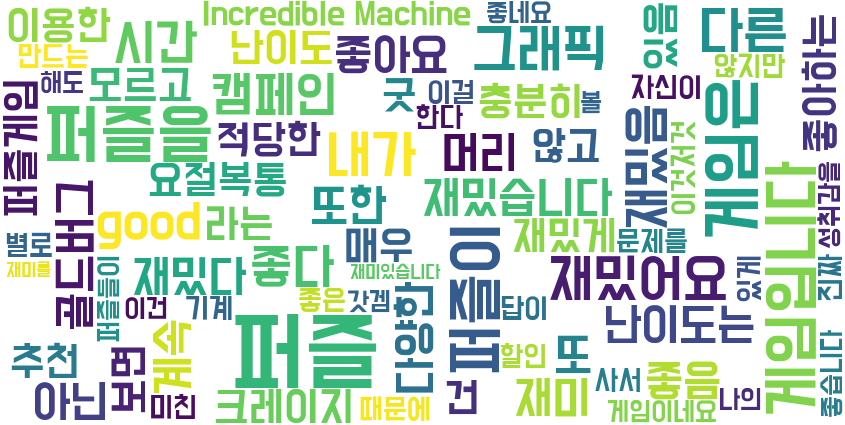 이용한
시간
Incredible Machine
좋네요
만드는
난이도
좋아요
그래픽
있음
다른
않지만
좋아하는
해도
모르고
캠페인
굿
이걸
충분히
볼
자신이
퍼즐게임
퍼즐을
적당한
한다
내가
머리
않고
재밌음
이것저것
게임은
요절복통
재밌습니다
또한
골드버그
good
라는
매우
재밌게
문제를
게임입니다
성취감을
별로
재미를
퍼즐들이
재밌다
좋다
재미있습니다
퍼즐이
재밌어요
있게
진짜
이건
기계
좋은
갓겜
다양한
답이
난이도는
추천
보면
계속
퍼즐
할인
또
좋습니다
아닌
미친
크레이지
때문에
건
재미
사서
좋음
게임이네요
나의